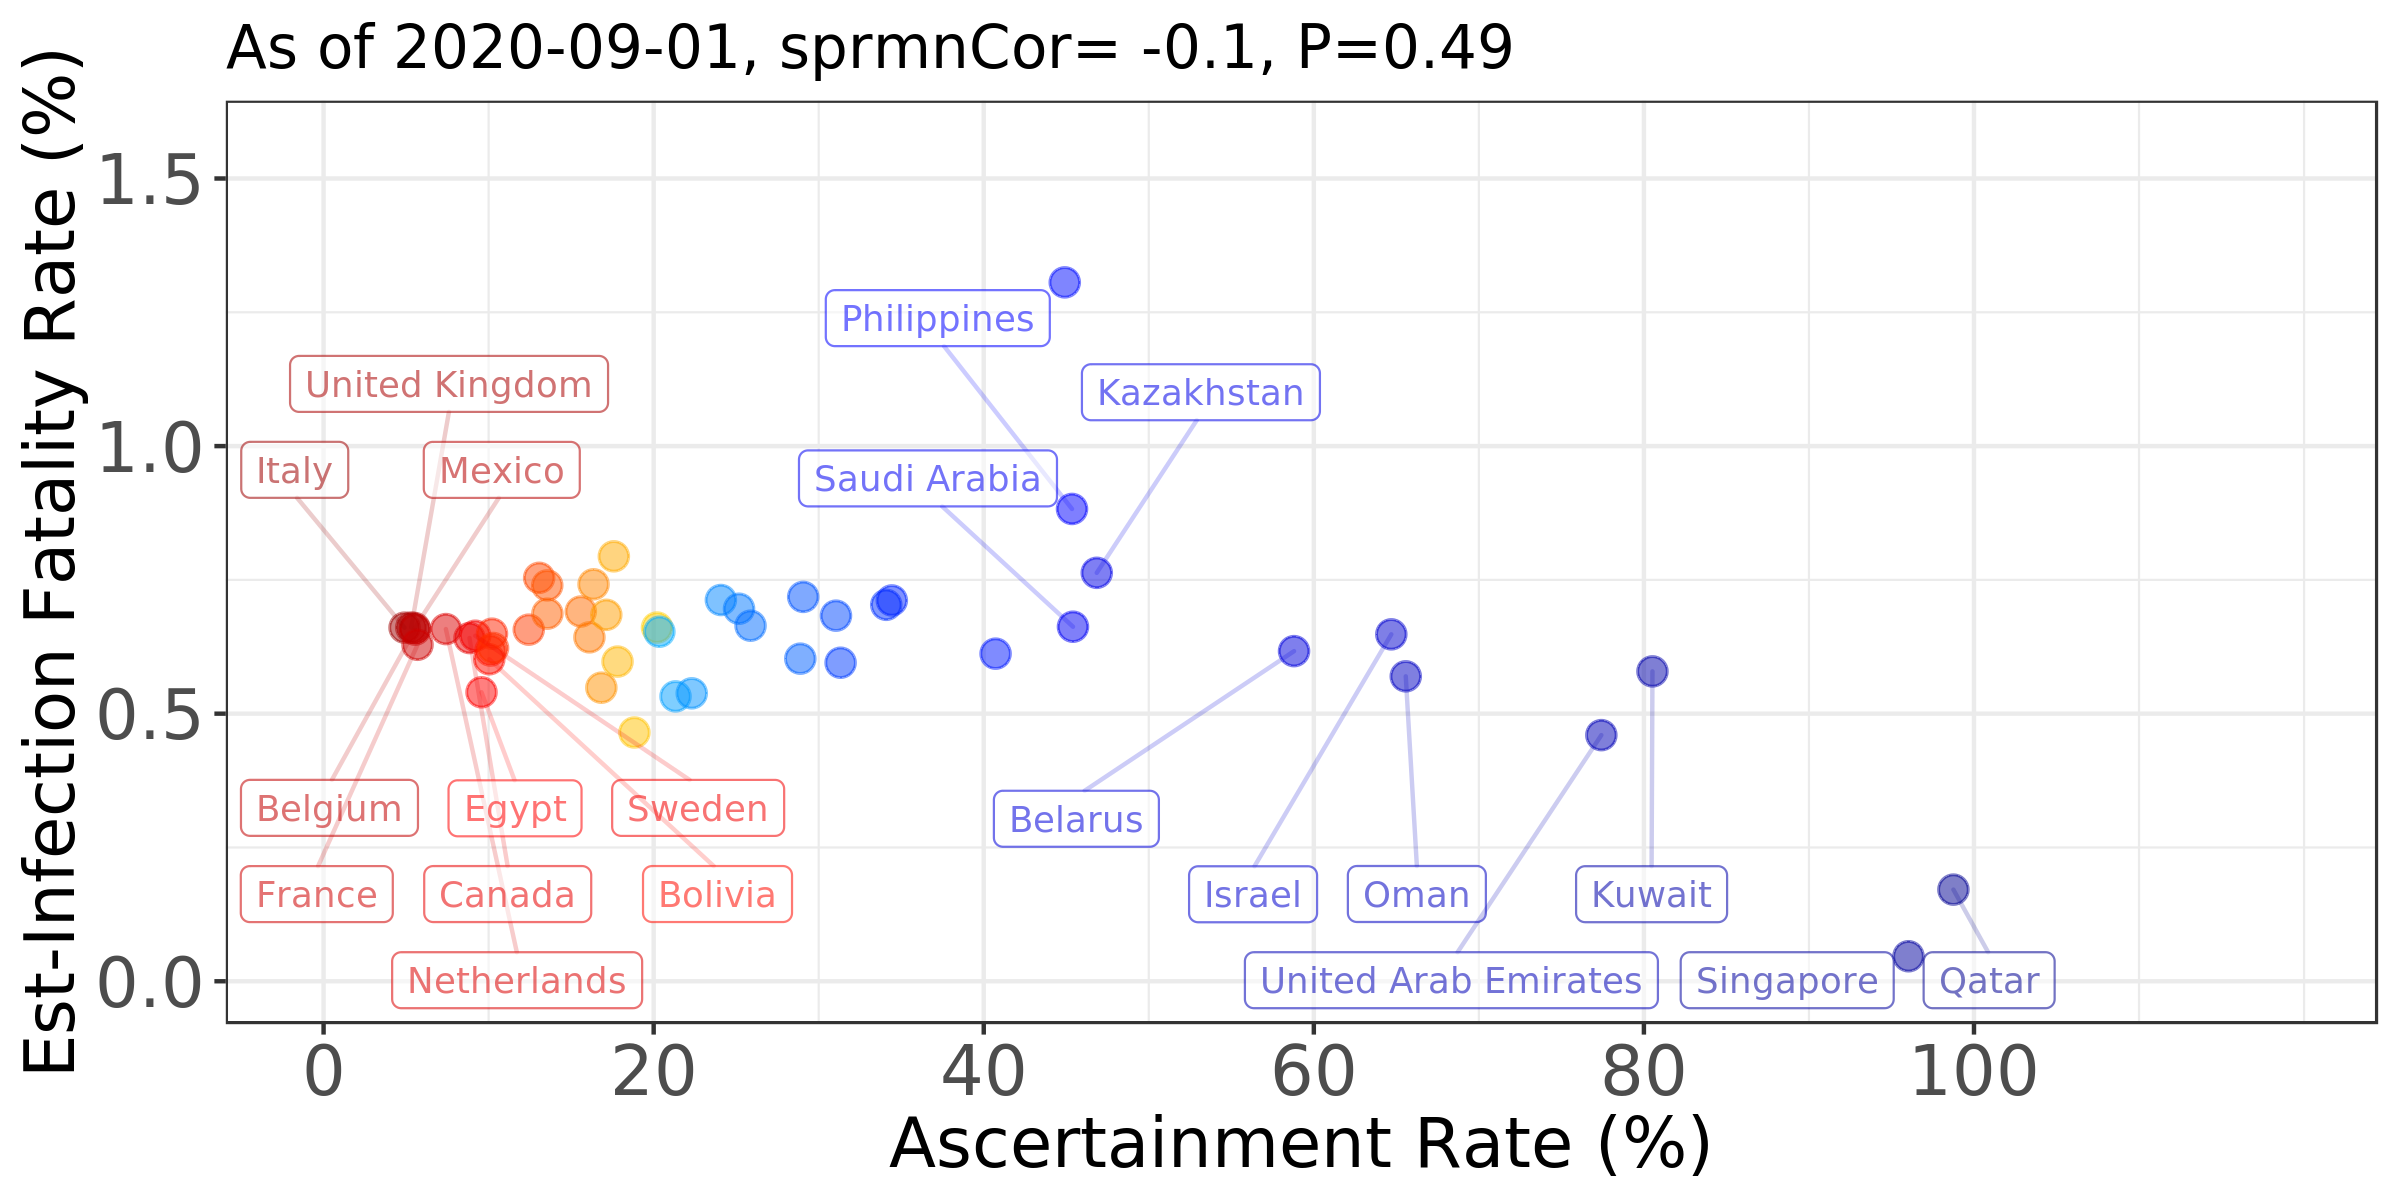 As of 2020-09-01, sprmnCor= -0.1, P=0.49
Est-Infection Fatality Rate (%)
1.5
1.0
0.5
0.0
Philippines
United Kingdom
Kazakhstan
Italy
Mexico
Saudi Arabia
Belgium
Egypt
Sweden
Belarus
France
Canada
Bolivia
Israel
Oman
Kuwait
Netherlands
United Arab Emirates
Singapore
Qatar
0
20
40
60
80
100
Ascertainment Rate (%)